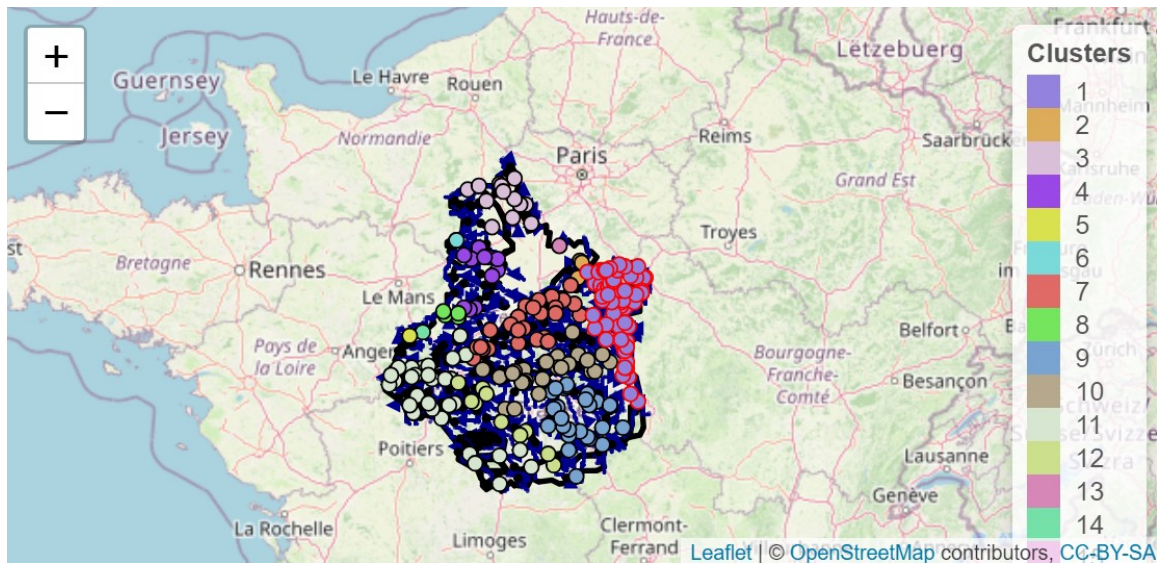 +
−
Hauts-de-
France
Frankfurt
Lëtzebuerg
Guernsey
Le Havre
Rouen
Jersey
Normandie
Paris
Reims
Saarbrück
Mannheim
Karlsruhe
Grand Est
Troyes
Bretagne
Rennes
Le Mans
Pays de
la Loire
Anger
Belfort
Besançon
Bourgogne-
Franche-
Comté
Poitiers
Lausanne
Genève
La Rochelle
Limoges
Clermont-
Ferrand
Clusters
1
2
3
4
5
6
7
8
9
10
11
12
13
14
Leaflet | © OpenStreetMap contributors, CC-BY-SA